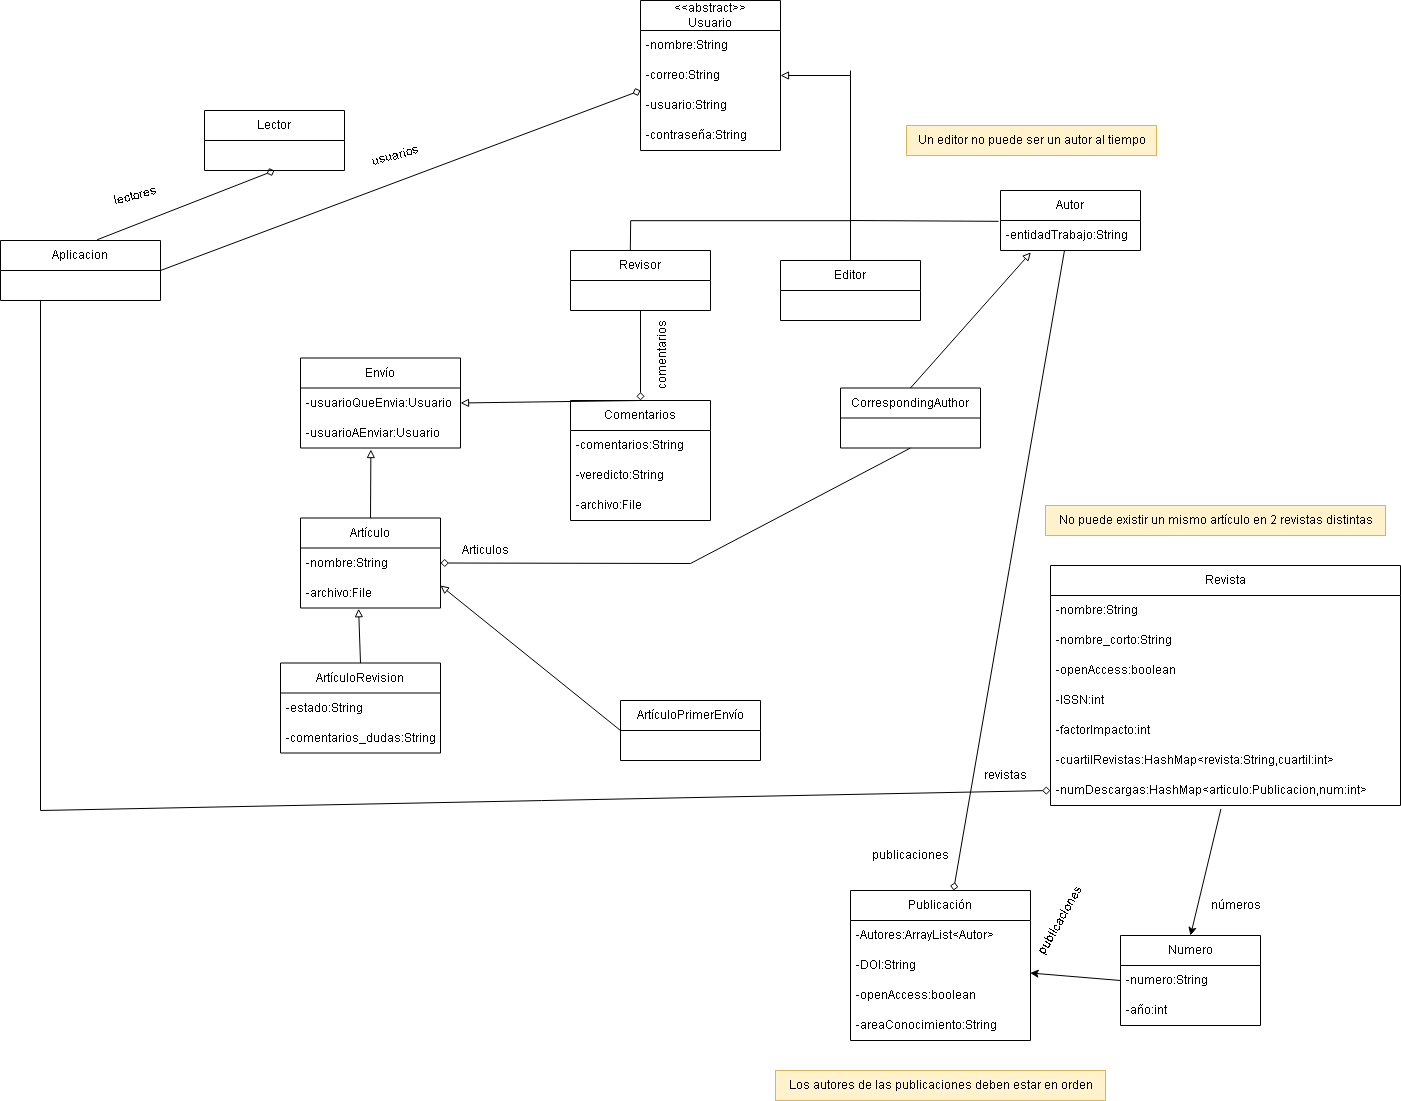 <<abstract>>
Usuario
-nombre:String
-correo:String
-usuario:String
-contraseña:String
Lector
lectores
usuarios
Aplicacion
Un editor no puede ser un autor al tiempo
Autor
-entidadTrabajo:String
Revisor
Editor
comentarios
Envío
-usuarioQueEnvia:Usuario
-usuarioAEnviar:Usuario
Comentarios
-comentarios:String
-veredicto:String
-archivo:File
CorrespondingAuthor
Artículo
-nombre:String
-archivo:File
Articulos
No puede existir un mismo artículo en 2 revistas distintas
Revista
-nombre:String
-nombre_corto:String
-openAccess:boolean
-ISSN:int
-factorImpacto:int
-cuartilRevistas:HashMap<revista:String,cuartil:int>
-numDescargas:HashMap<articulo:Publicacion,num:int>
ArtículoRevision
-estado:String
-comentarios_dudas:String
ArtículoPrimerEnvío
revistas
publicaciones
publicaciones
números
Publicación
-Autores:ArrayList<Autor>
-DOI:String
-openAccess:boolean
-areaConocimiento:String
Numero
-numero:String
-año:int
Los autores de las publicaciones deben estar en orden